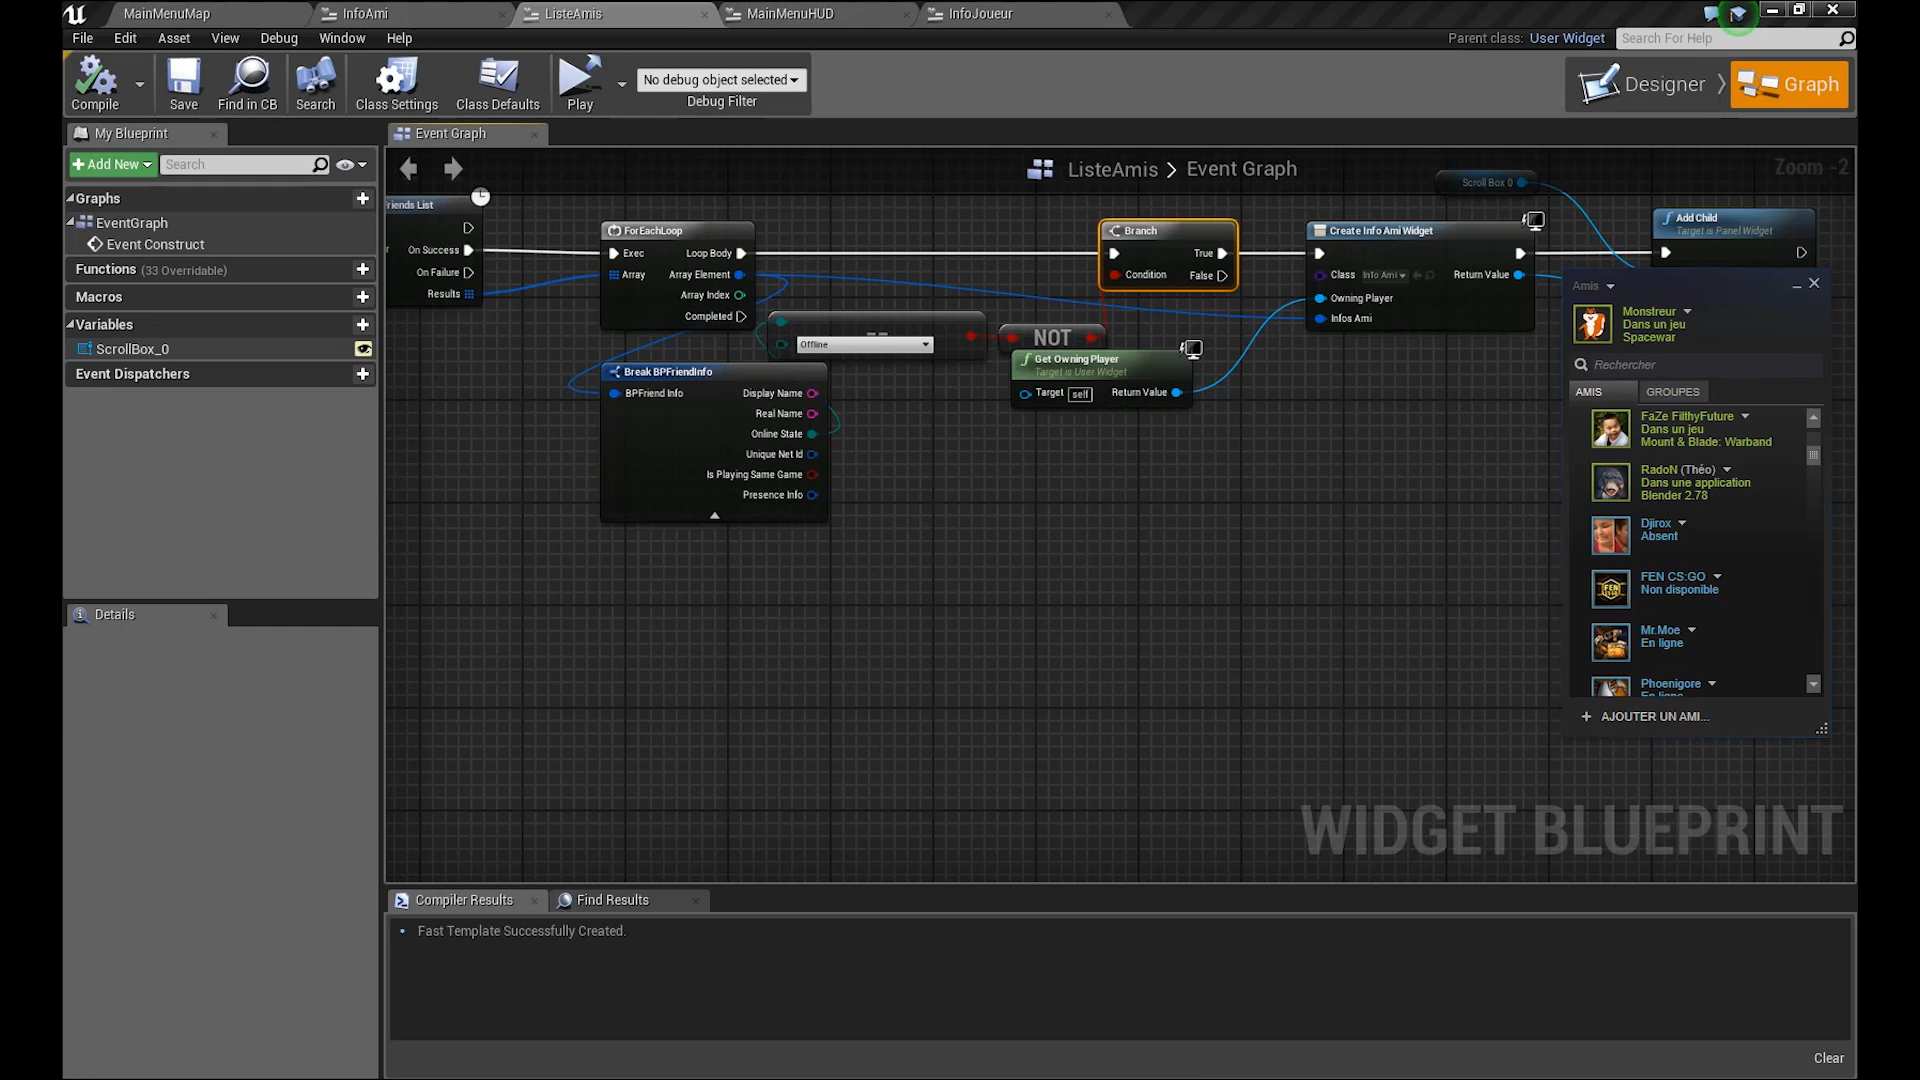 MainMenuMap
InfoAmi
ListeAmis
MainMenuHUD
InfoJoueur
File
Edit
Asset
View
Debug
Window
Help
Parent class: User Widget
Search For Help
Compile
Save
Find in CB
Search
Class Settings
Class Defaults
Play
No debug object selected
Debug Filter
Designer
Graph
My Blueprint
Event Graph
+ Add New
Search
ListeAmis > Event Graph
Zoom -2
Graphs
EventGraph
Event Construct
Functions (33 Overridable)
Macros
Variables
ScrollBox_0
Event Dispatchers
Details
riends List
On Success
On Failure
Results
ForEachLoop
Exec
Loop Body
Array
Array Element
Array Index
Completed
==
Offline
NOT
Break BPFriendInfo
BPFriend Info
Display Name
Real Name
Online State
Unique Net Id
Is Playing Same Game
Presence Info
Branch
True
Condition
False
Get Owning Player
Target is User Widget
Target self
Return Value
Create Info Ami Widget
Class Info Ami
Return Value
Owning Player
Infos Ami
Scroll Box 0
Add Child
Target is Panel Widget
Amis
Monstreur
Dans un jeu
Spacewar
Rechercher
AMIS
GROUPES
FaZe FilthyFuture
Dans un jeu
Mount & Blade: Warband
RadoN (Théo)
Dans une application
Blender 2.78
Djirox
Absent
FEN CS:GO
Non disponible
Mr.Moe
En ligne
Phoenigore
En ligne
+ AJOUTER UN AMI...
WIDGET BLUEPRINT
Compiler Results
Find Results
• Fast Template Successfully Created.
Clear